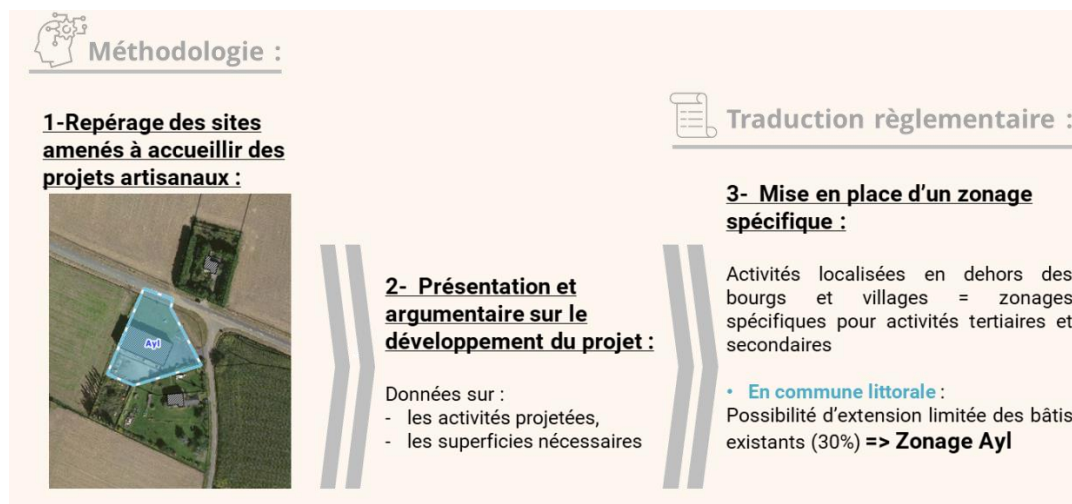 Méthodologie :
1-Repérage des sites
amenés à accueillir des
projets artisanaux :
Ayl
2- Présentation et
argumentaire sur le
développement du projet :
Données sur :
- les activités projetées,
- les superficies nécessaires
Traduction règlementaire :
3- Mise en place d’un zonage
spécifique :
Activités localisées en dehors des
bourgs et villages = zonages
spécifiques pour activités tertiaires et
secondaires
• En commune littorale :
Possibilité d’extension limitée des bâtis
existants (30%) => Zonage Ayl